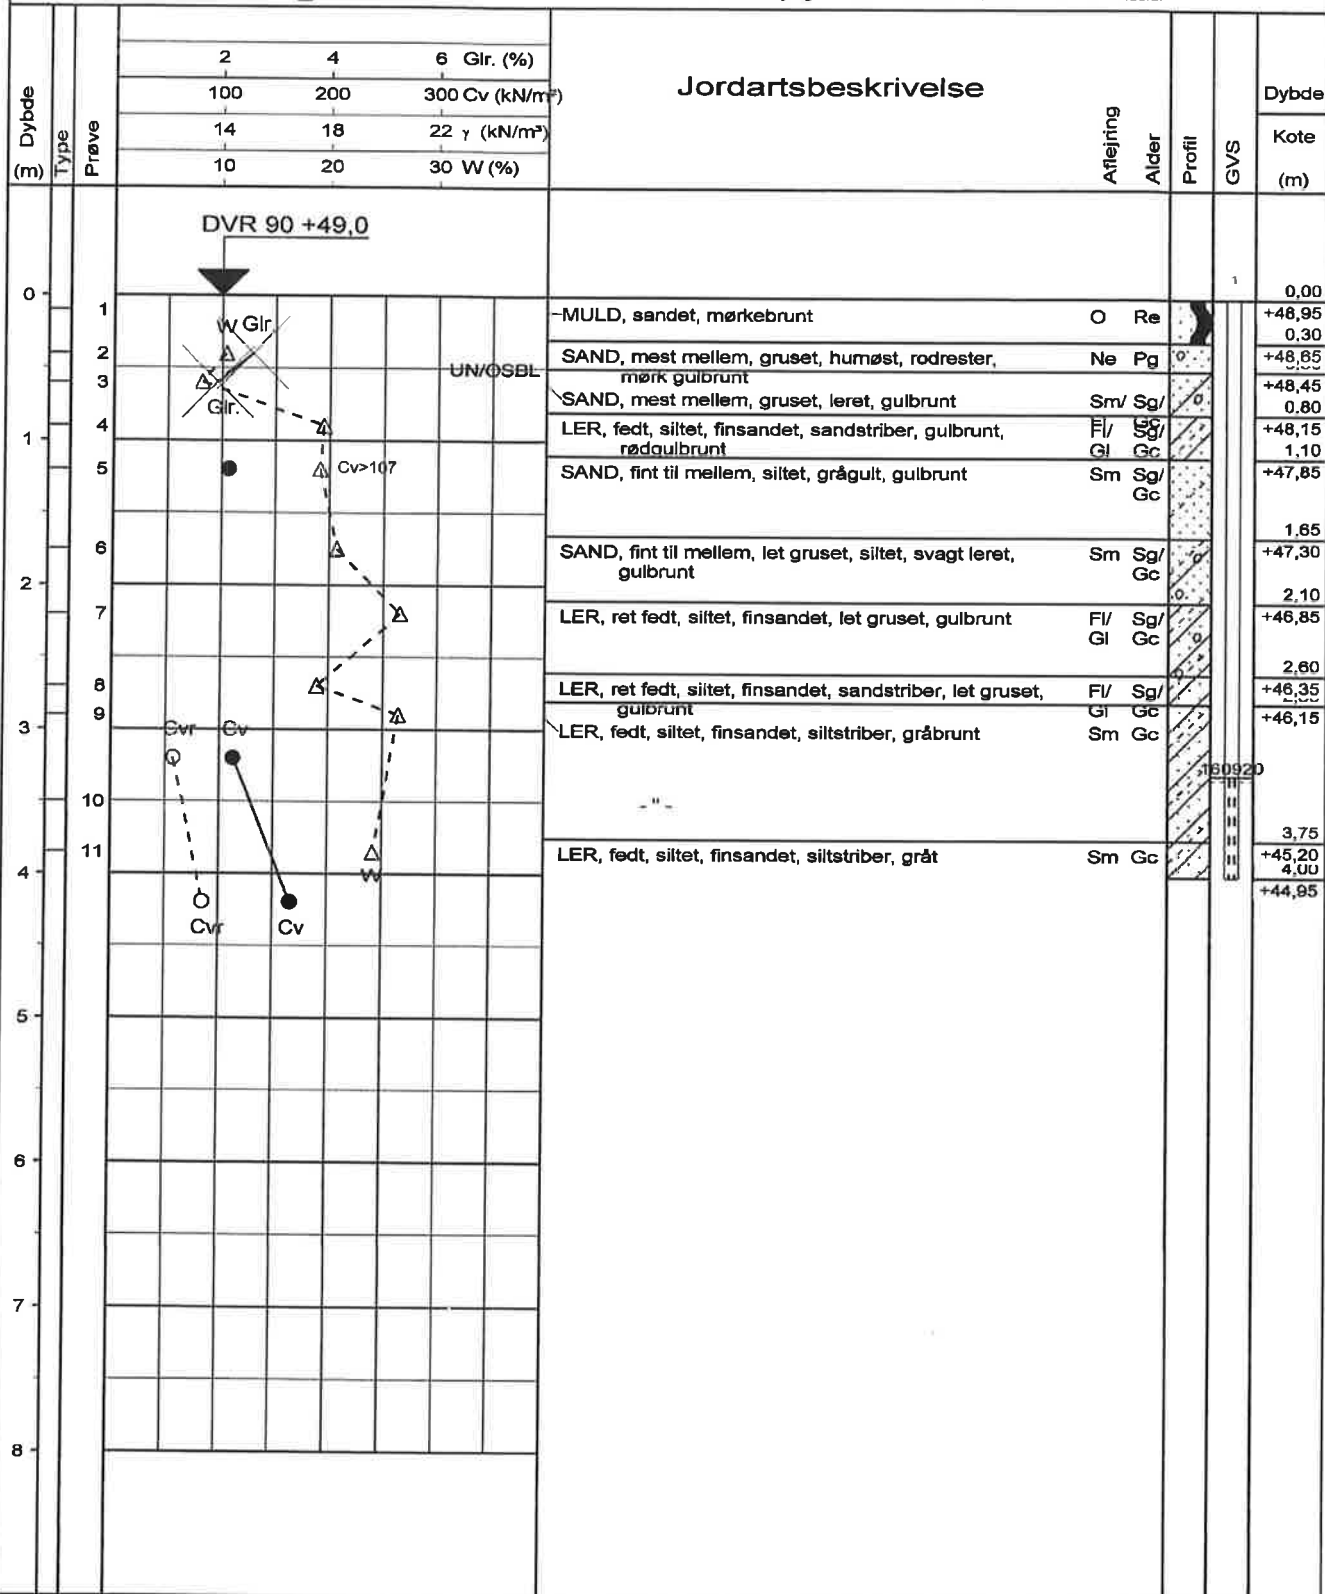 2 4 6 Glr. (%)
100 200 300 Cv (kN/m²)
14 18 22 γ (kN/m³)
10 20 30 W (%)
Dybde
(m)
Type
Prøve
Jordartsbeskrivelse
Aflejring
Alder
Profil
GVS
Dybde
Kote
(m)
DVR 90 +49,0
0
1
2
3
4
5
6
7
8
1
2
3
4
5
6
7
8
9
10
11
W Glr
UN/OSBL
Glr.
Cv>107
Cvr Cv
W
Cvr Cv
0,00
MULD, sandet, mørkebrunt O Re +48,95
0,30
SAND, mest mellem, gruset, humøst, rodrester, Ne Pg +48,65
mørk gulbrunt
+48,45
SAND, mest mellem, gruset, leret, gulbrunt Sm/ Sg/ 0,80
Fl Gc
LER, fedt, siltet, finsandet, sandstriber, gulbrunt, Fl/ Sg/ +48,15
rødgulbrunt Gl Gc 1,10
SAND, fint til mellem, siltet, grågult, gulbrunt Sm Sg/ +47,85
Gc
1,65
SAND, fint til mellem, let gruset, siltet, svagt leret, Sm Sg/ +47,30
gulbrunt Gc
2,10
LER, ret fedt, siltet, finsandet, let gruset, gulbrunt Fl/ Sg/ +46,85
Gl Gc
2,60
LER, ret fedt, siltet, finsandet, sandstriber, let gruset, Fl/ Sg/ +46,35
gulbrunt Gl Gc
+46,15
LER, fedt, siltet, finsandet, siltstriber, gråbrunt Sm Gc
160920
-"-
3,75
LER, fedt, siltet, finsandet, siltstriber, gråt Sm Gc +45,20
4,00
+44,95